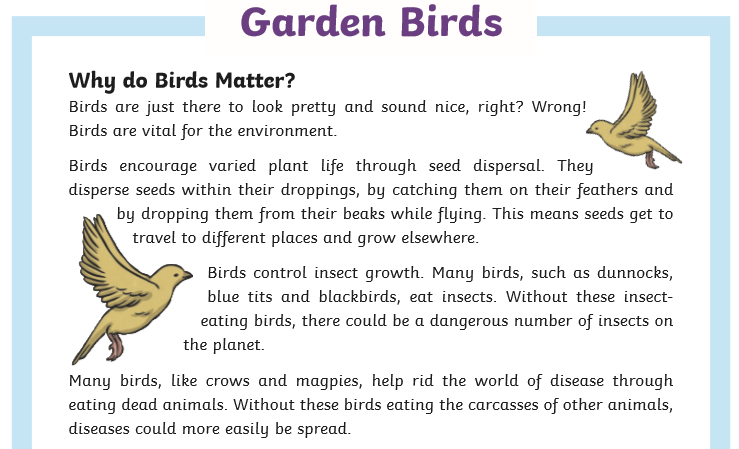 Garden Birds
Why do Birds Matter?
Birds are just there to look pretty and sound nice, right? Wrong!
Birds are vital for the environment.
Birds encourage varied plant life through seed dispersal. They
disperse seeds within their droppings, by catching them on their feathers and
by dropping them from their beaks while flying. This means seeds get to
travel to different places and grow elsewhere.
Birds control insect growth. Many birds, such as dunnocks,
blue tits and blackbirds, eat insects. Without these insect-
eating birds, there could be a dangerous number of insects on
the planet.
Many birds, like crows and magpies, help rid the world of disease through
eating dead animals. Without these birds eating the carcasses of other animals,
diseases could more easily be spread.